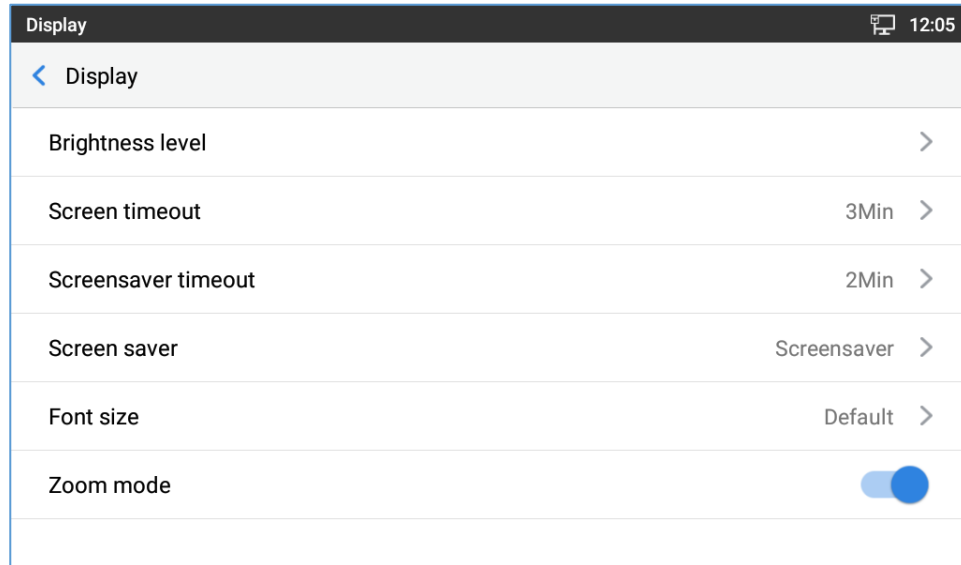 Display 12:05
Display
Brightness level
Screen timeout 3Min
Screensaver timeout 2Min
Screen saver Screensaver
Font size Default
Zoom mode